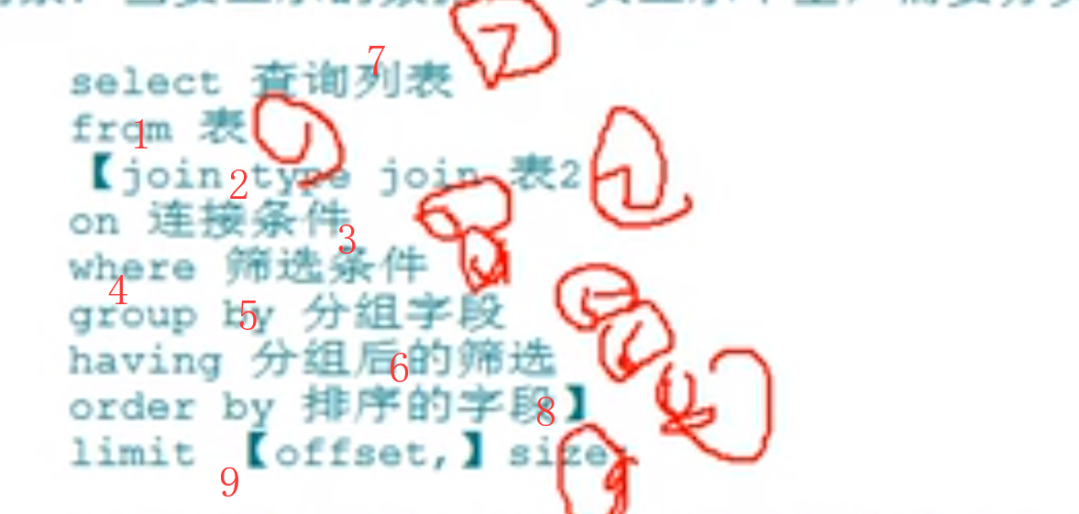 select 查询列表 7
from 表 1
【join type join 表2 2
on 连接条件 3
where 筛选条件 4
group by 分组字段 5
having 分组后的筛选 6
order by 排序的字段】 8
limit 【offset,】size; 9